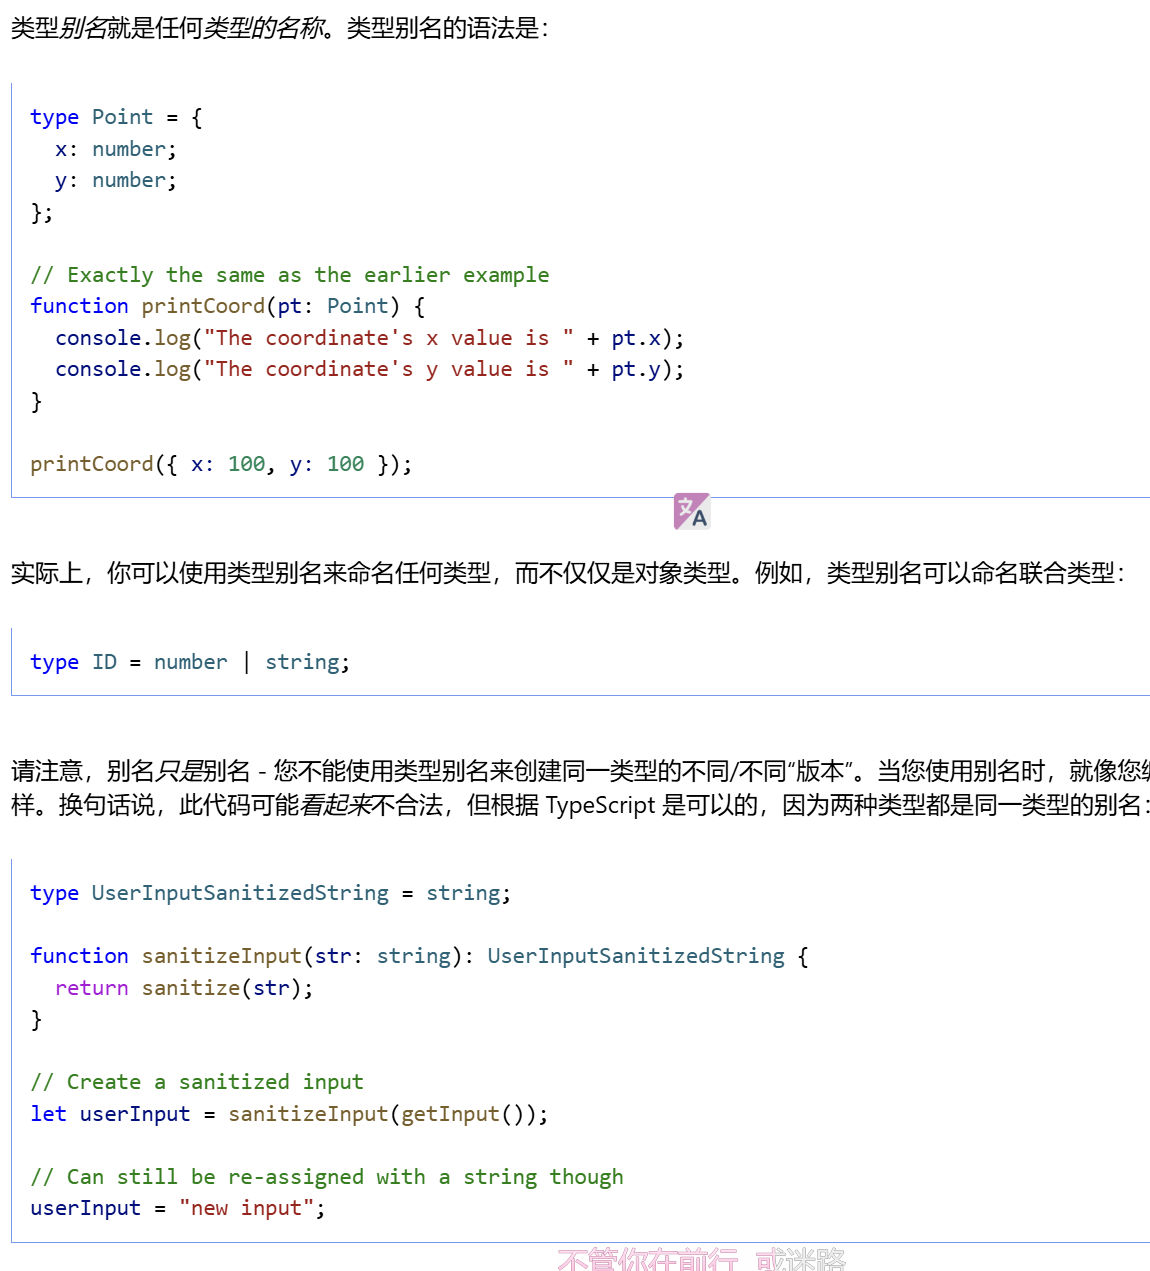 类型别名就是任何类型的名称。类型别名的语法是：
type Point = {
  x: number;
  y: number;
};
// Exactly the same as the earlier example
function printCoord(pt: Point) {
  console.log("The coordinate's x value is " + pt.x);
  console.log("The coordinate's y value is " + pt.y);
}
printCoord({ x: 100, y: 100 });
文A
实际上，你可以使用类型别名来命名任何类型，而不仅仅是对象类型。例如，类型别名可以命名联合类型：
type ID = number | string;
请注意，别名只是别名 - 您不能使用类型别名来创建同一类型的不同/不同“版本”。当您使用别名时，就像您
样。换句话说，此代码可能看起来不合法，但根据 TypeScript 是可以的，因为两种类型都是同一类型的别名：
type UserInputSanitizedString = string;
function sanitizeInput(str: string): UserInputSanitizedString {
  return sanitize(str);
}
// Create a sanitized input
let userInput = sanitizeInput(getInput());
// Can still be re-assigned with a string though
userInput = "new input";
不管你在前行 或迷路